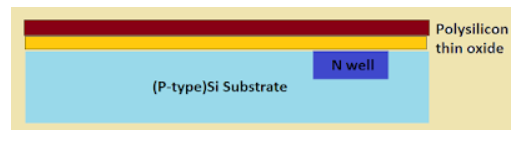 Polysilicon
thin oxide
N well
(P-type)Si Substrate